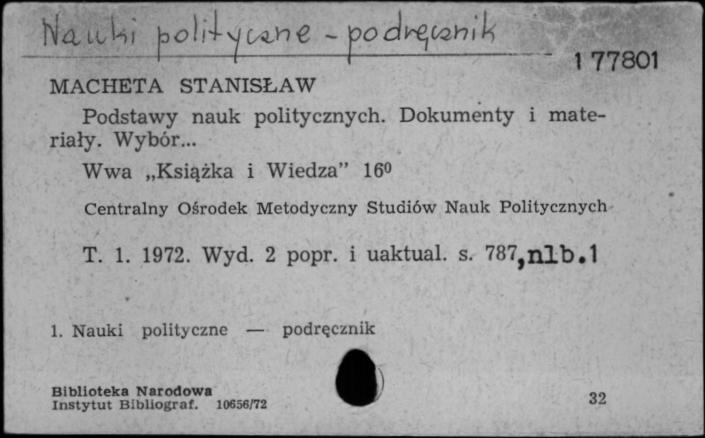 Nauki polityczne - podręcznik
177801
MACHETA STANISŁAW
Podstawy nauk politycznych. Dokumenty i mate-
riały. Wybór...
Wwa „Książka i Wiedza” 16⁰
Centralny Ośrodek Metodyczny Studiów Nauk Politycznych
T. 1. 1972. Wyd. 2 popr. i uaktual. s. 787, nlb. 1
1. Nauki polityczne — podręcznik
Biblioteka Narodowa
Instytut Bibliograf. 10656/72
32